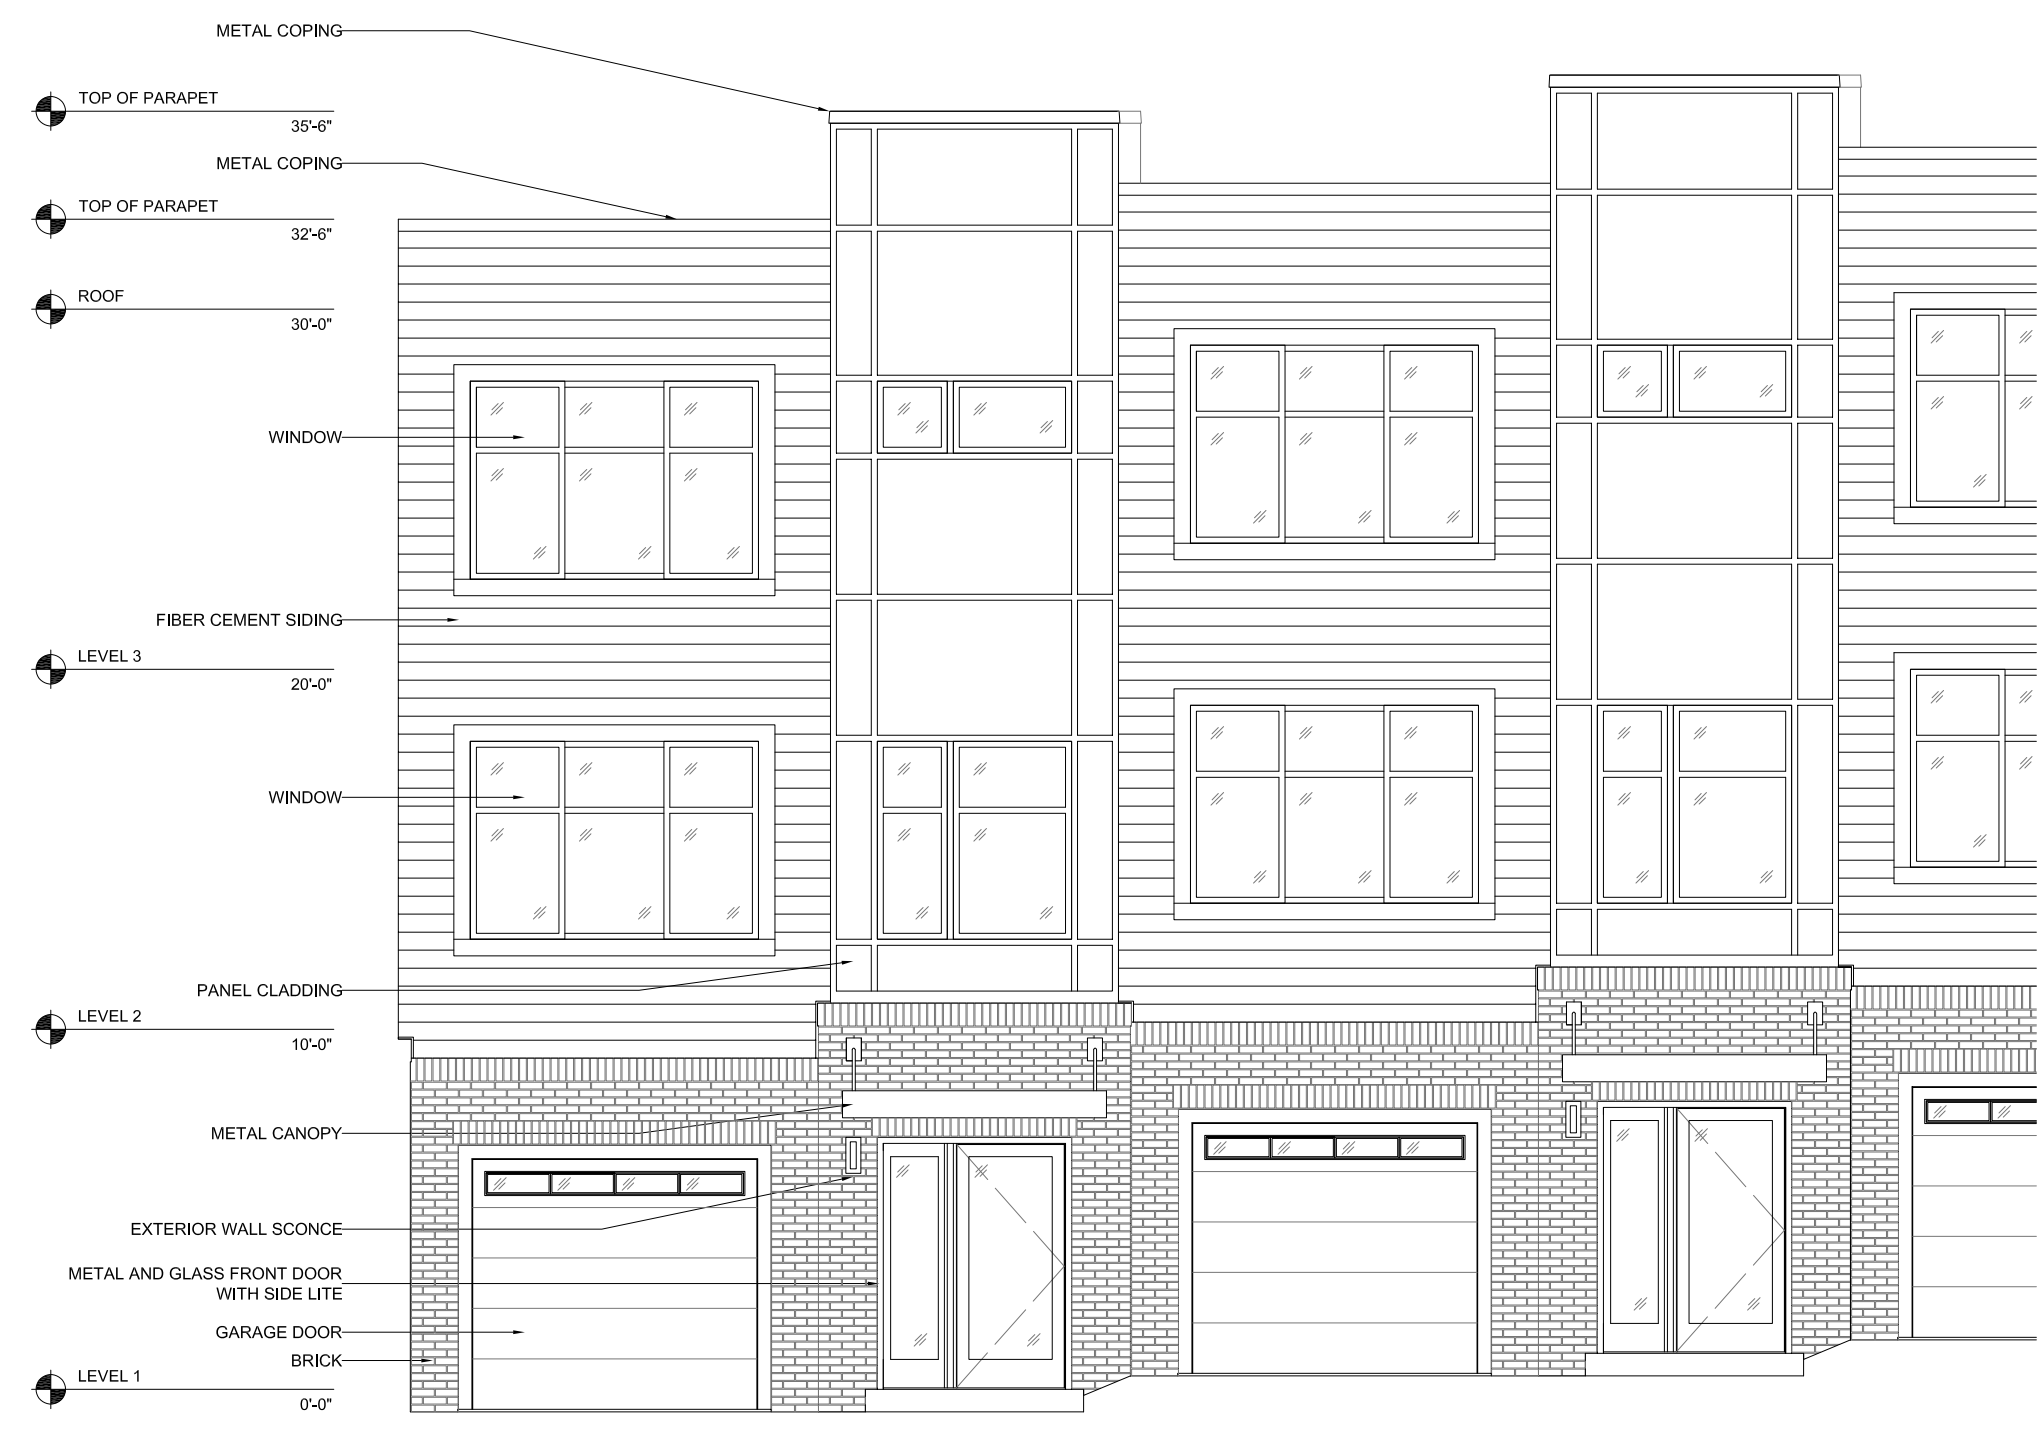 METAL COPING
TOP OF PARAPET
35'-6"
METAL COPING
TOP OF PARAPET
32'-6"
ROOF
30'-0"
WINDOW
FIBER CEMENT SIDING
LEVEL 3
20'-0"
WINDOW
PANEL CLADDING
LEVEL 2
10'-0"
METAL CANOPY
EXTERIOR WALL SCONCE
METAL AND GLASS FRONT DOOR
WITH SIDE LITE
GARAGE DOOR
BRICK
LEVEL 1
0'-0"